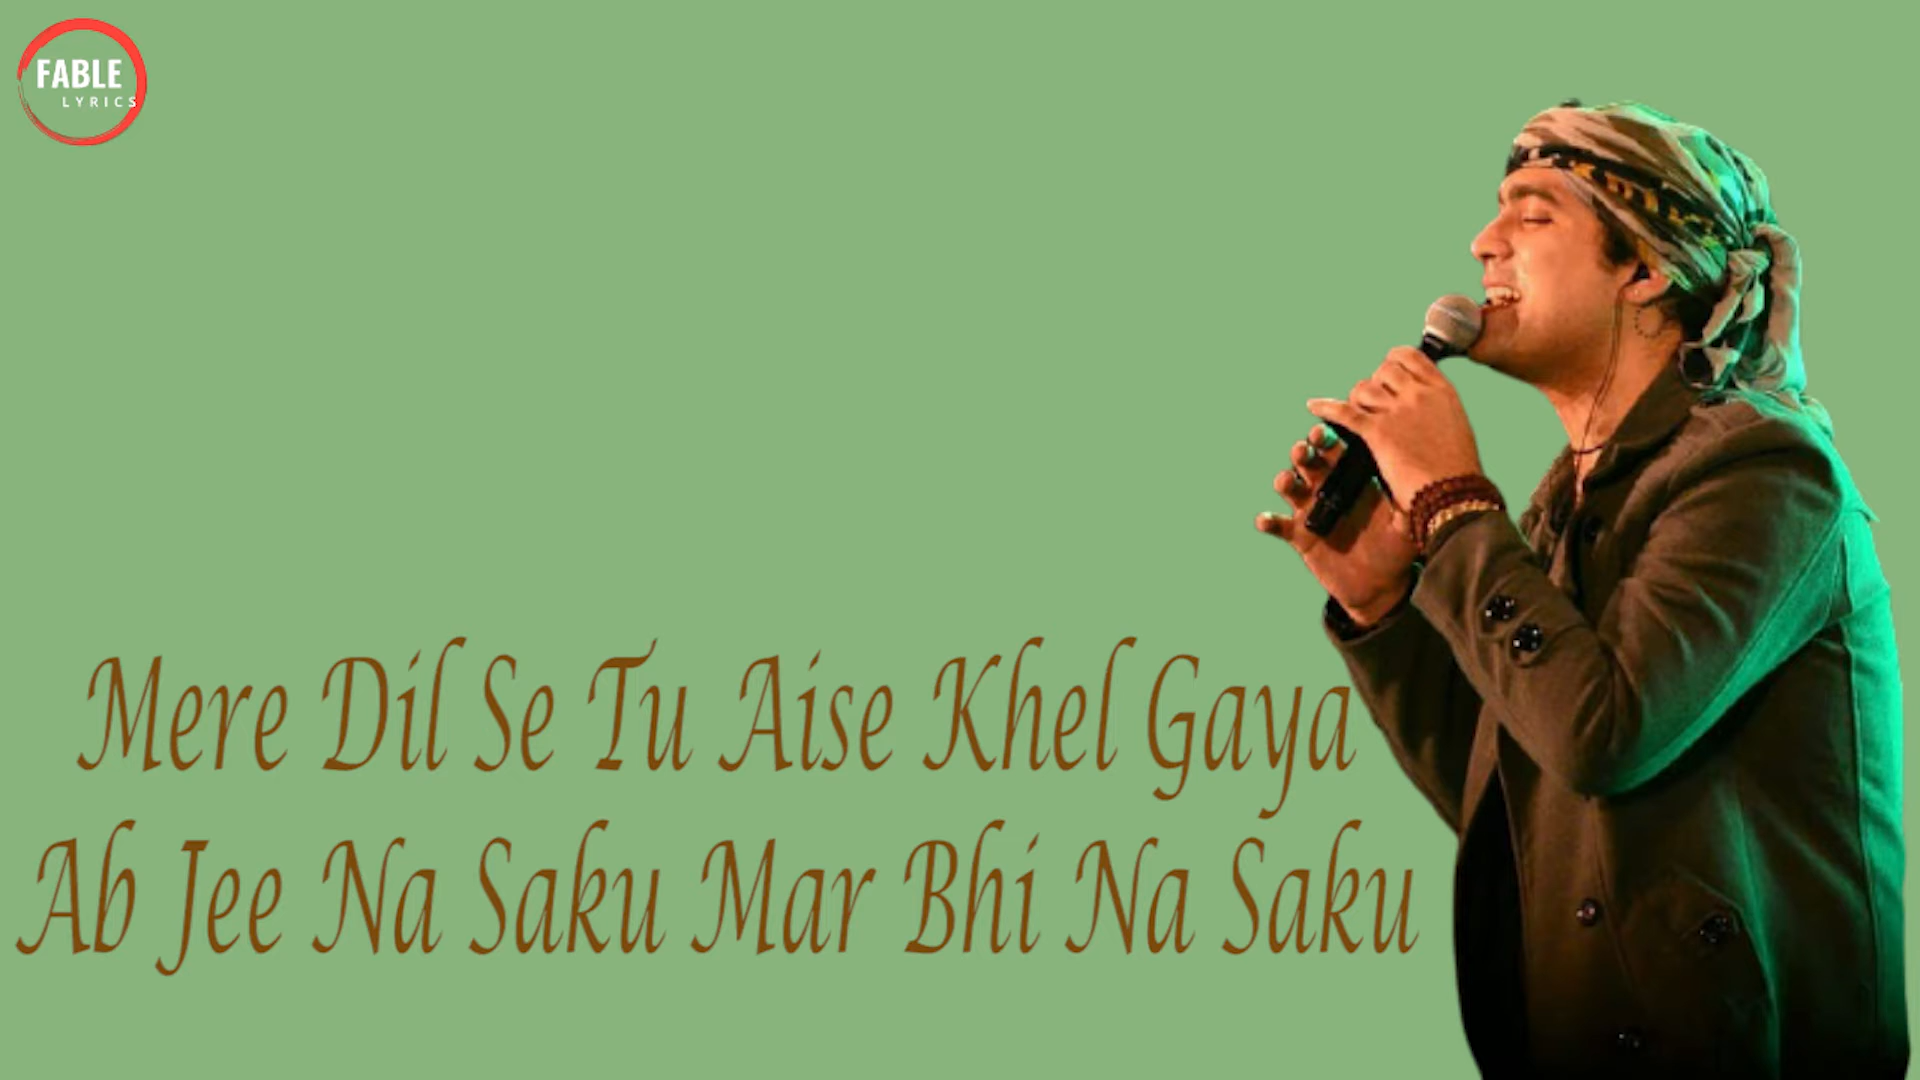 FABLE
LYRICS
Mere Dil Se Tu Aise Khel Gaya
Ab Jee Na Saku Mar Bhi Na Saku